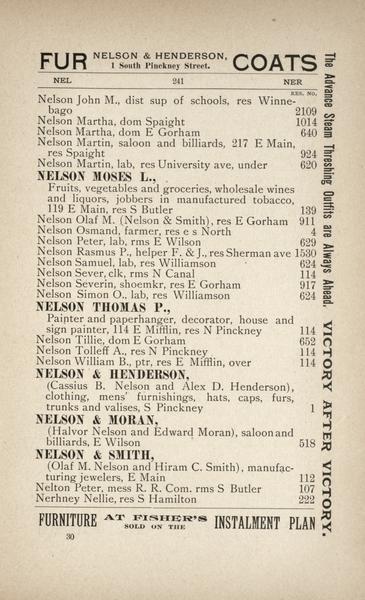 FUR NELSON & HENDERSON, COATS
1 South Pinckney Street.
NEL 241 NER
RES. NO.
Nelson John M., dist sup of schools, res Winne-
bago 2109
Nelson Martha, dom Spaight 1014
Nelson Martha, dom E Gorham 640
Nelson Martin, saloon and billiards, 217 E Main,
res Spaight 924
Nelson Martin, lab, res University ave, under 620
NELSON MOSES L.,
Fruits, vegetables and groceries, wholesale wines
and liquors, jobbers in manufactured tobacco,
119 E Main, res S Butler 139
Nelson Olaf M. (Nelson & Smith), res E Gorham 911
Nelson Osmand, farmer, res e s North 4
Nelson Peter, lab, rms E Wilson 629
Nelson Rasmus P., helper F. & J., res Sherman ave 1530
Nelson Samuel, lab, res Williamson 624
Nelson Sever, clk, rms N Canal 114
Nelson Severin, shoemkr, res E Gorham 917
Nelson Simon O., lab, res Williamson 624
NELSON THOMAS P.,
Painter and paperhanger, decorator, house and
sign painter, 114 E Mifflin, res N Pinckney 114
Nelson Tillie, dom E Gorham 652
Nelson Tolleff A., res N Pinckney 114
Nelson William B., ptr, res E Mifflin, over 114
NELSON & HENDERSON,
(Cassius B. Nelson and Alex D. Henderson),
clothing, mens' furnishings, hats, caps, furs,
trunks and valises, S Pinckney 1
NELSON & MORAN,
(Halvor Nelson and Edward Moran), saloon and
billiards, E Wilson 518
NELSON & SMITH,
(Olaf M. Nelson and Hiram C. Smith), manufac-
turing jewelers, E Main 112
Nelton Peter, mess R. R. Com. rms S Butler 107
Nerhney Nellie, res S Hamilton 222
FURNITURE AT FISHER'S INSTALMENT PLAN
SOLD ON THE
30
The Advance Steam Threshing Outfits are Always Ahead. VICTORY AFTER VICTORY.